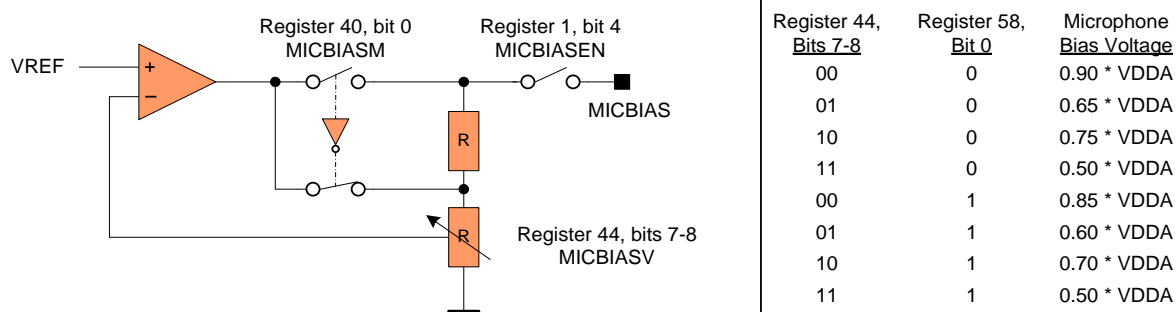 Register 40, bit 0
MICBIASM
Register 1, bit 4
MICBIASEN
VREF
+
−
MICBIAS
R
R
Register 44, bits 7-8
MICBIASV
Register 44, Register 58, Microphone
Bits 7-8 Bit 0 Bias Voltage
00 0 0.90 * VDDA
01 0 0.65 * VDDA
10 0 0.75 * VDDA
11 0 0.50 * VDDA
00 1 0.85 * VDDA
01 1 0.60 * VDDA
10 1 0.70 * VDDA
11 1 0.50 * VDDA